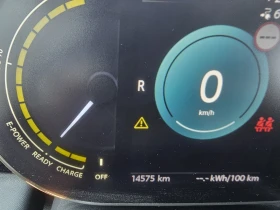 R
0
km/h
E-POWER READY CHARGE
OFF
14575 km
--.- kWh/100 km